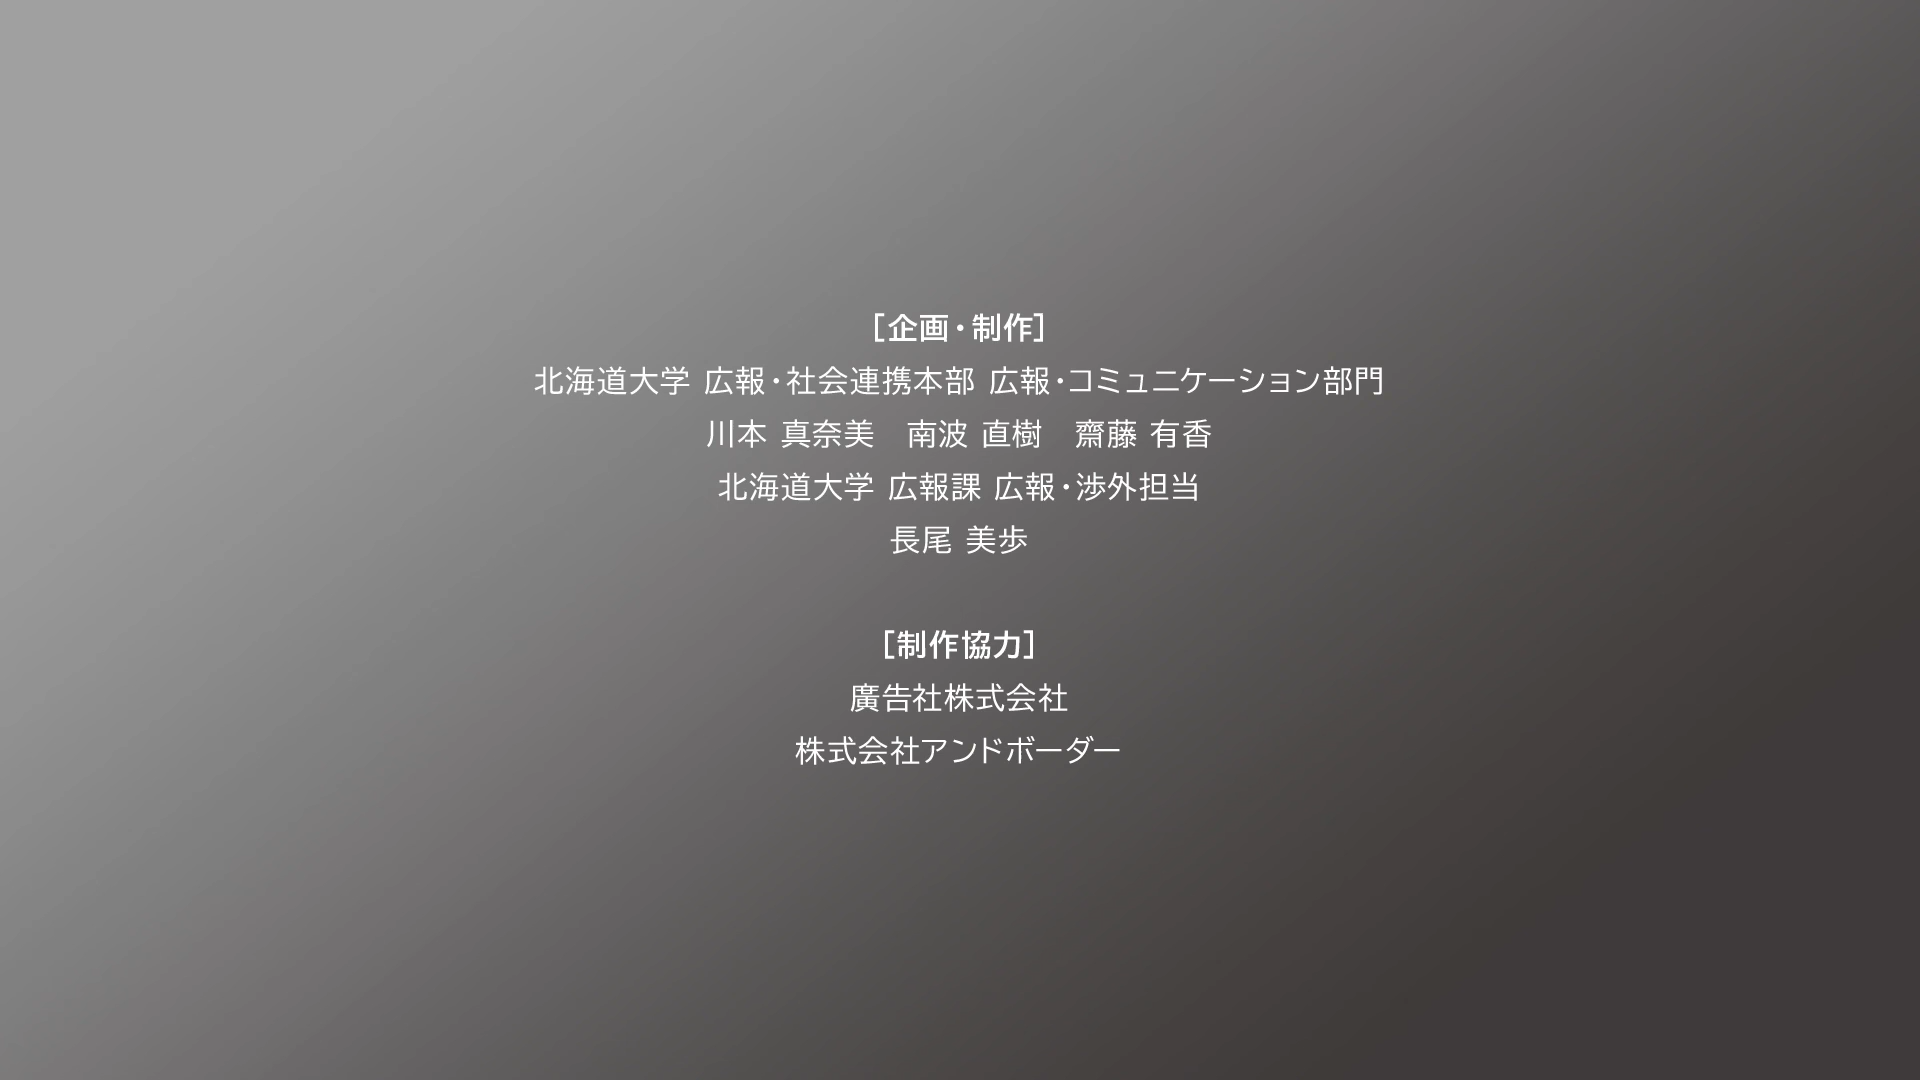 [企画・制作]
北海道大学 広報・社会連携本部 広報・コミュニケーション部門
川本 真奈美　南波 直樹　齋藤 有香
北海道大学 広報課 広報・渉外担当
長尾 美歩
[制作協力]
廣告社株式会社
株式会社アンドボーダー